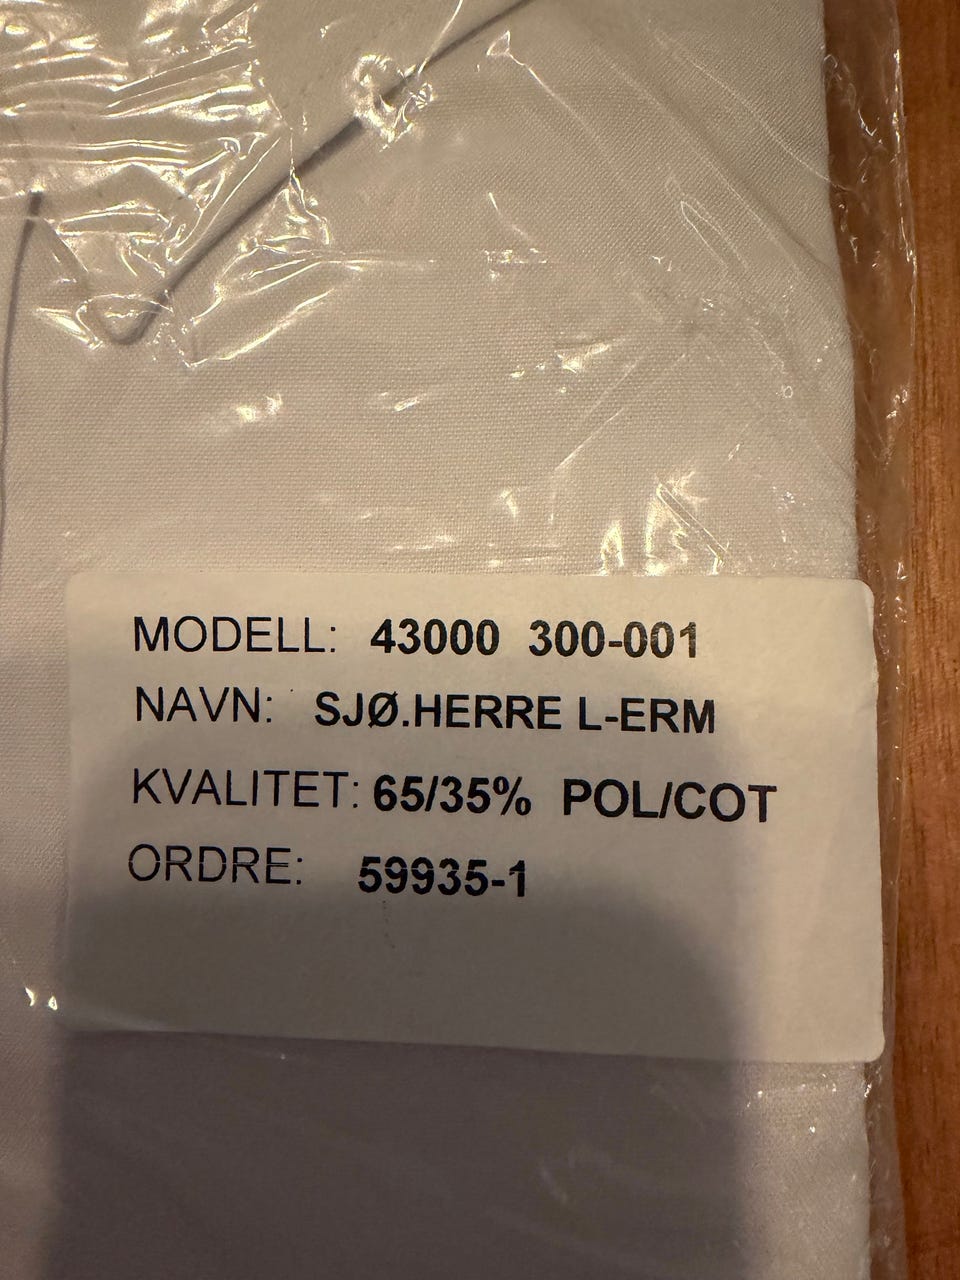 MODELL: 43000 300-001
NAVN: SJØ.HERRE L-ERM
KVALITET: 65/35% POL/COT
ORDRE: 59935-1